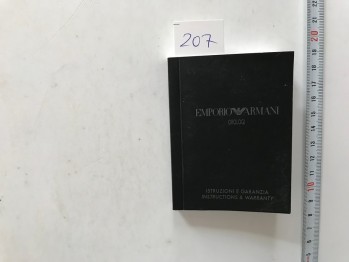 207
EMPORIO ARMANI
ISTRUZIONI E GARANZIA
INSTRUCTIONS & WARRANTY